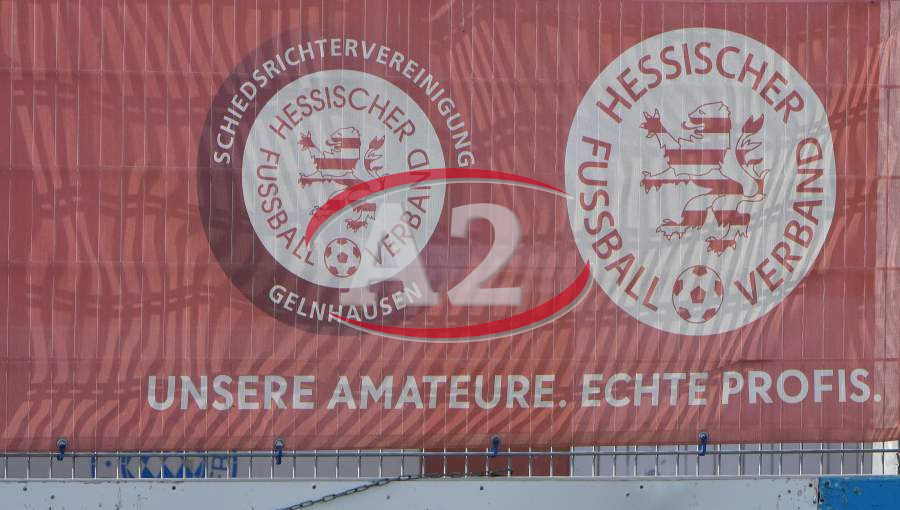 SCHIEDSRICHTERVEREINIGUNG
HESSISCHER
FUSSBALL
VERBAND
GELNHAUSEN
HESSISCHER
FUSSBALL
VERBAND
A2
UNSERE AMATEURE. ECHTE PROFIS.